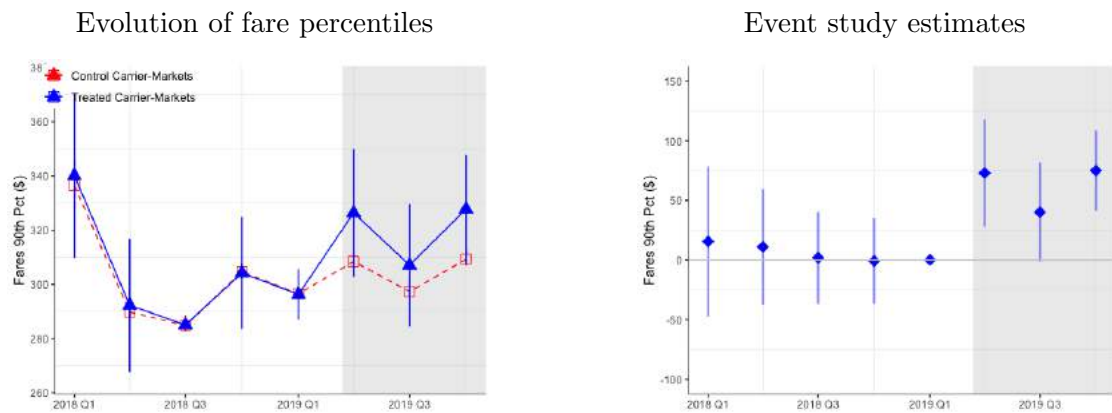 Evolution of fare percentiles
Event study estimates
Control Carrier-Markets
Treated Carrier-Markets
Fares 90th Pct ($)
360
340
320
300
280
260
2018 Q1
2018 Q3
2019 Q1
2019 Q3
Fares 90th Pct ($)
150
100
50
0
-50
-100
2018 Q1
2018 Q3
2019 Q1
2019 Q3